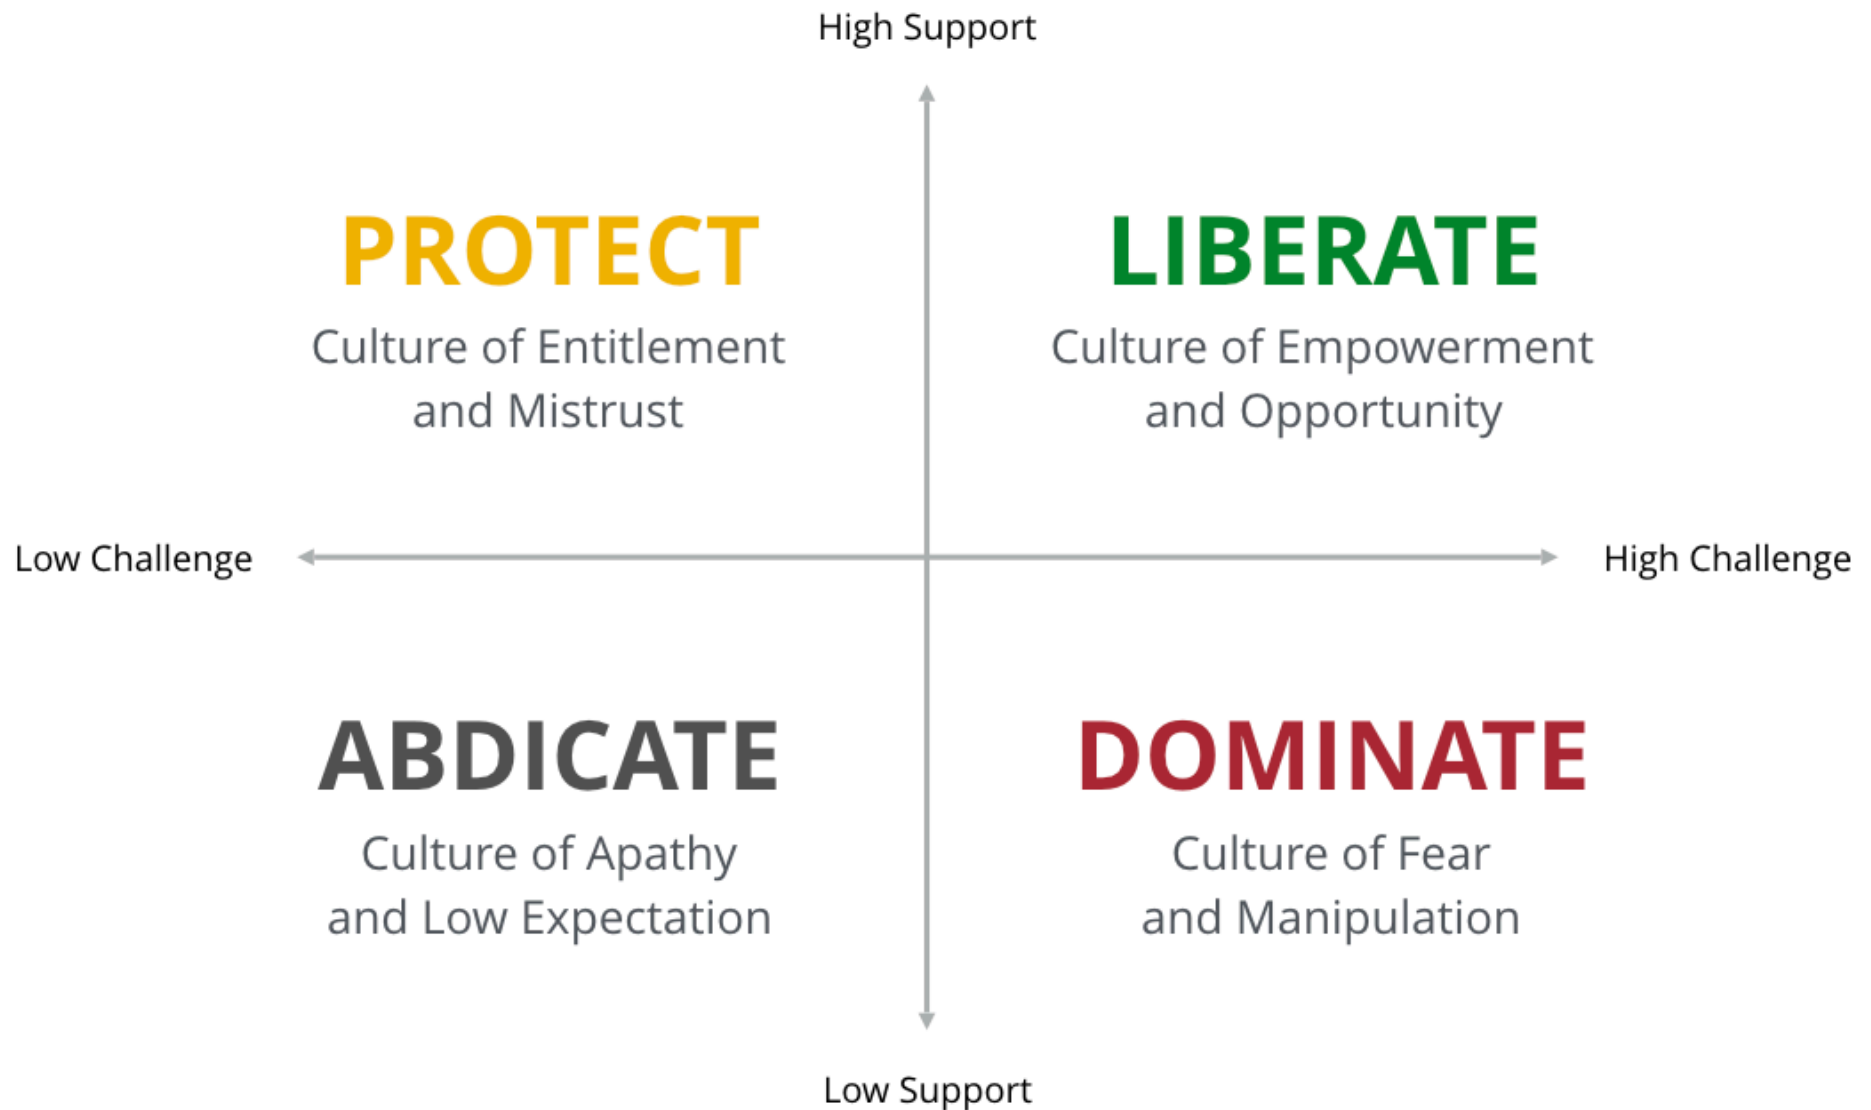 High Support
PROTECT
Culture of Entitlement
and Mistrust
LIBERATE
Culture of Empowerment
and Opportunity
Low Challenge
High Challenge
ABDICATE
Culture of Apathy
and Low Expectation
DOMINATE
Culture of Fear
and Manipulation
Low Support